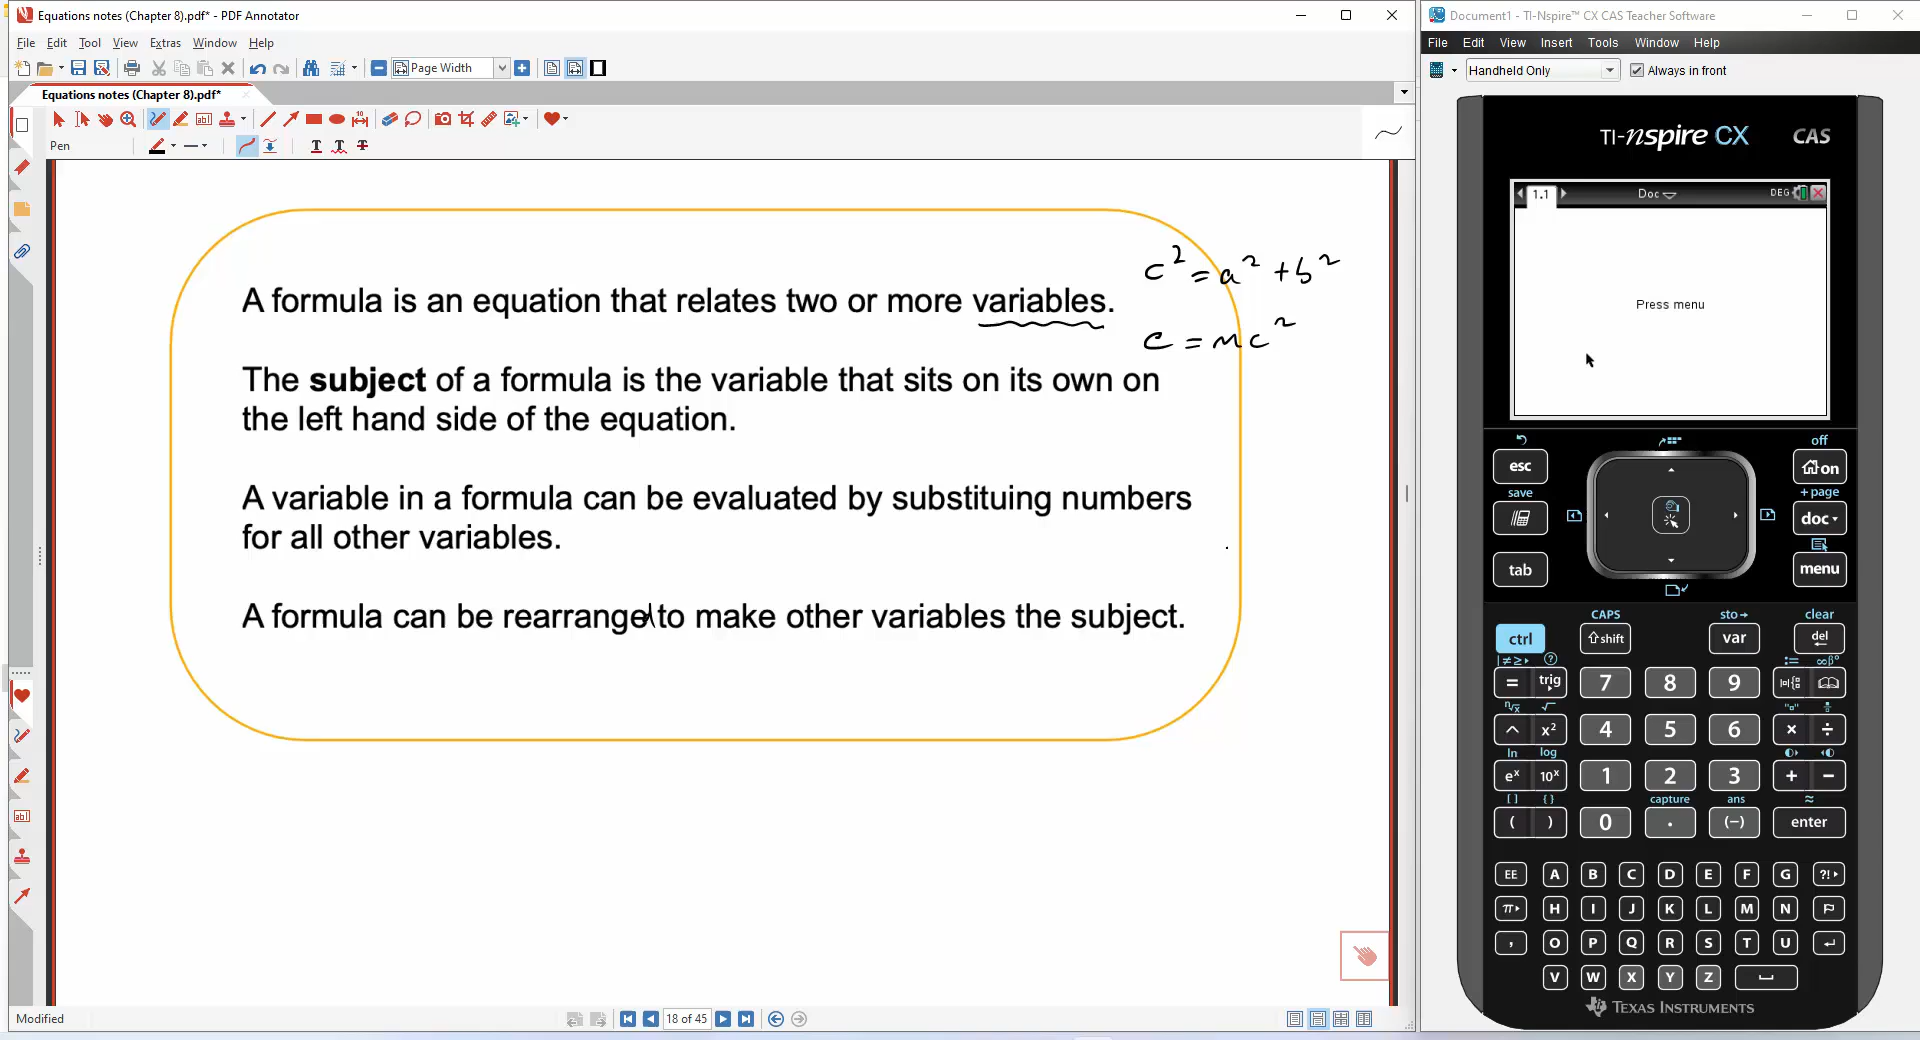 Equations notes (Chapter 8).pdf* - PDF Annotator
File Edit Tool View Extras Window Help
Page Width
Equations notes (Chapter 8).pdf*
Pen
A formula is an equation that relates two or more variables.
c² = a² + b²
e = mc²
The subject of a formula is the variable that sits on its own on
the left hand side of the equation.
A variable in a formula can be evaluated by substituing numbers
for all other variables.
A formula can be rearranged to make other variables the subject.
Modified
18 of 45
Document1 - TI-Nspire™ CX CAS Teacher Software
File Edit View Insert Tools Window Help
Handheld Only Always in front
TI-nspire CX CAS
1.1 Doc DEG
Press menu
off
esc on
save + page
doc
tab menu
CAPS sto→ clear
ctrl shift var del
|≠≥▸ ? := ∞β°
= trig 7 8 9
ⁿ√x √ "▫"
^ x² 4 5 6 × ÷
ln log
eˣ 10ˣ 1 2 3 + −
[ ] { } capture ans ≈
( ) 0 . (−) enter
EE A B C D E F G ?!▸
π▸ H I J K L M N
, O P Q R S T U
V W X Y Z
TEXAS INSTRUMENTS